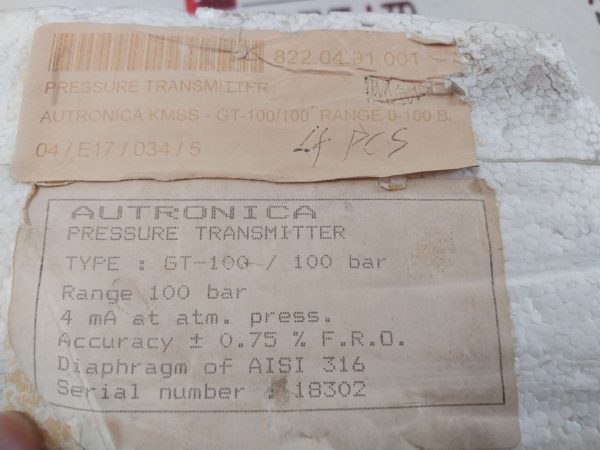 822.04.91.001
PRESSURE TRANSMITTER
AUTRONICA KMSS - GT-100/100 RANGE 0-100 B.
04 / E17 / 034 / 5
4 PCS
AUTRONICA
PRESSURE TRANSMITTER
TYPE : GT-100 / 100 bar
Range 100 bar
4 mA at atm. press.
Accuracy ± 0.75 % F.R.O.
Diaphragm of AISI 316
Serial number : 18302